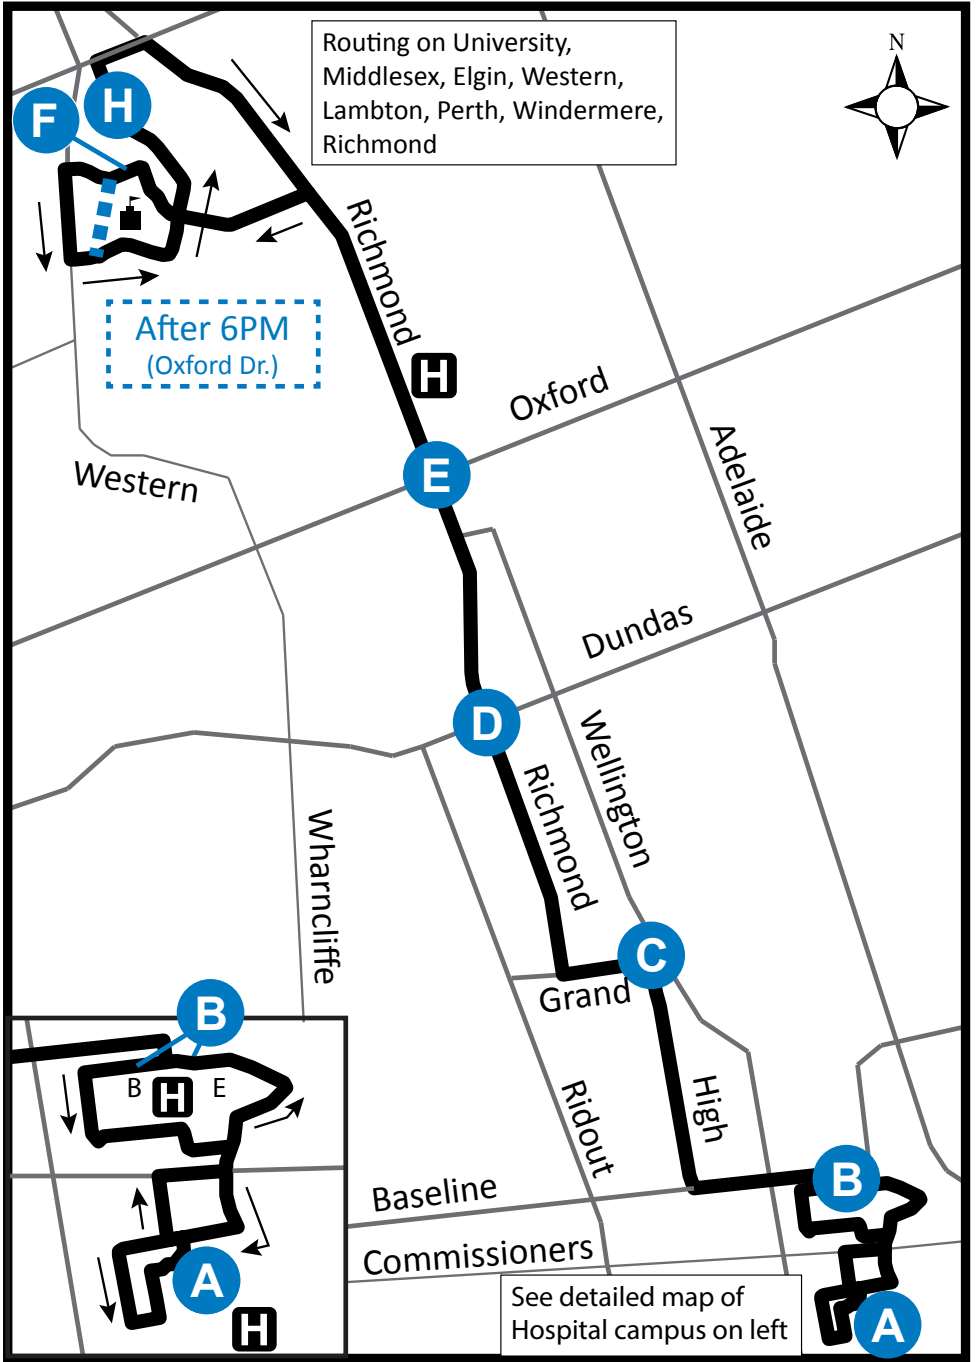 Routing on University,
Middlesex, Elgin, Western,
Lambton, Perth, Windermere,
Richmond
N
H
F
Richmond
After 6PM
(Oxford Dr.)
H
Oxford
E
Western
Adelaide
Dundas
D
Wellington
Richmond
Wharncliffe
C
Grand
B
B
H
E
Ridout
High
B
Baseline
Commissioners
A
H
See detailed map of
Hospital campus on left
A